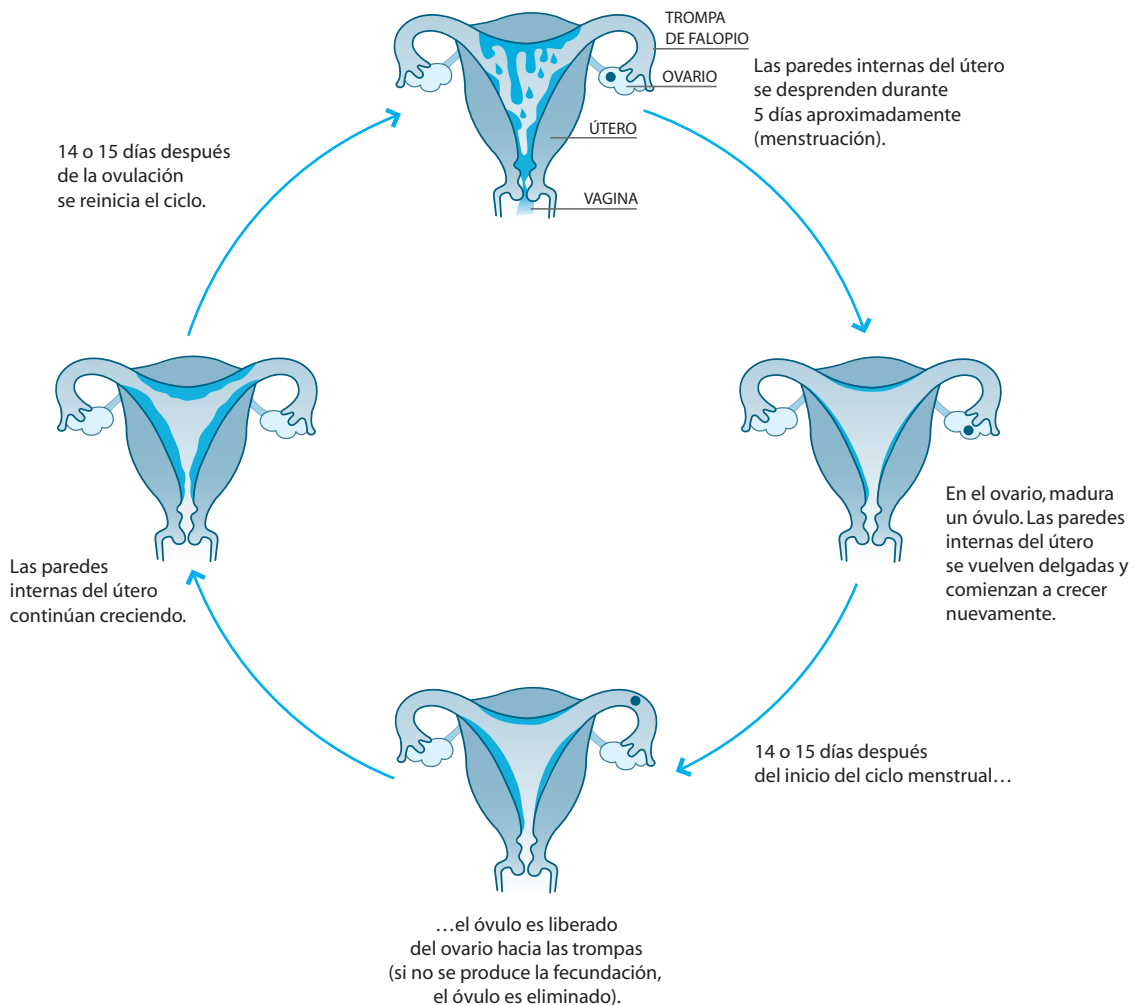 TROMPA
DE FALOPIO
OVARIO
ÚTERO
VAGINA
Las paredes internas del útero
se desprenden durante
5 días aproximadamente
(menstruación).
En el ovario, madura
un óvulo. Las paredes
internas del útero
se vuelven delgadas y
comienzan a crecer
nuevamente.
14 o 15 días después
del inicio del ciclo menstrual…
…el óvulo es liberado
del ovario hacia las trompas
(si no se produce la fecundación,
el óvulo es eliminado).
Las paredes
internas del útero
continúan creciendo.
14 o 15 días después
de la ovulación
se reinicia el ciclo.